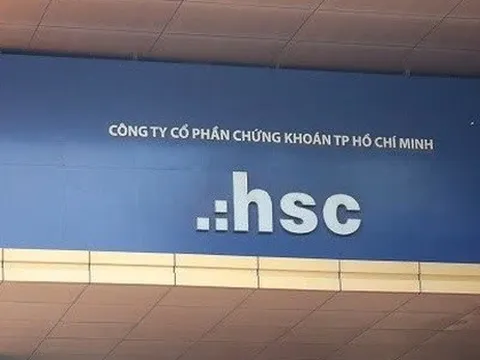 CÔNG TY CỔ PHẦN CHỨNG KHOÁN TP HỒ CHÍ MINH
.:hsc